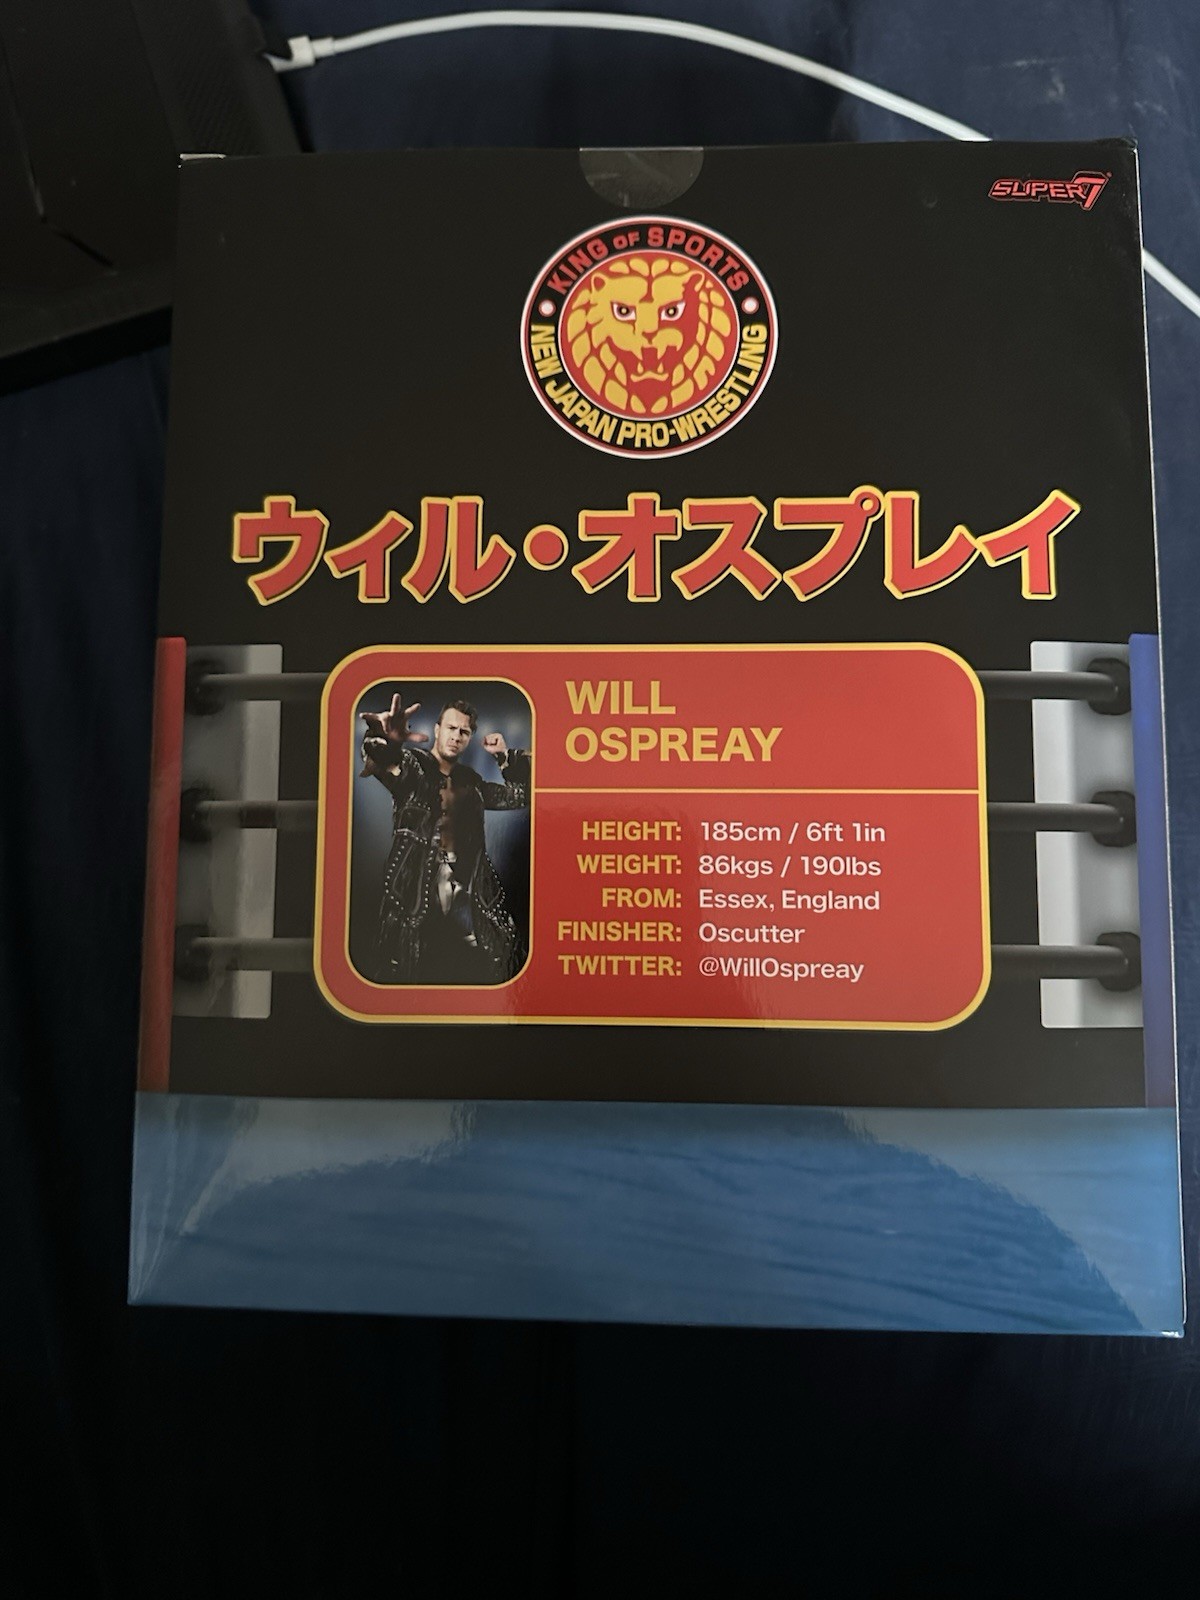 SUPER7
KING OF SPORTS
NEW JAPAN PRO-WRESTLING
ウィル・オスプレイ
WILL
OSPREAY
HEIGHT: 185cm / 6ft 1in
WEIGHT: 86kgs / 190lbs
FROM: Essex, England
FINISHER: Oscutter
TWITTER: @WillOspreay